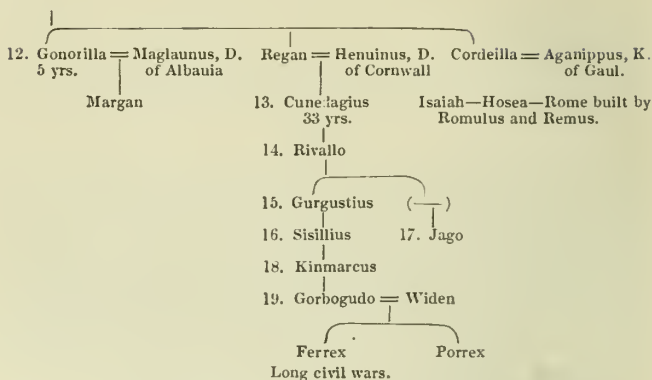 12. Gonorilla = Maglaunus, D. Regan = Henuinus, D. Cordeilla = Aganippus, K.
5 yrs. of Albauia of Cornwall of Gaul.
Margan 13. Cunedagius Isaiah—Hosea—Rome built by
33 yrs. Romulus and Remus.
14. Rivallo
15. Gurgustius (——)
16. Sisillius 17. Jago
18. Kinmarcus
19. Gorbogudo = Widen
Ferrex Porrex
Long civil wars.